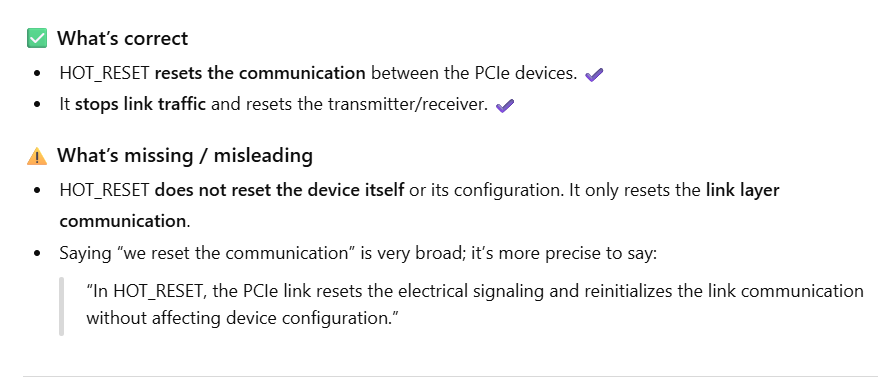 ✅ What’s correct
• HOT_RESET resets the communication between the PCIe devices. ✔
• It stops link traffic and resets the transmitter/receiver. ✔
⚠ What’s missing / misleading
• HOT_RESET does not reset the device itself or its configuration. It only resets the link layer
communication.
• Saying “we reset the communication” is very broad; it’s more precise to say:
“In HOT_RESET, the PCIe link resets the electrical signaling and reinitializes the link communication
without affecting device configuration.”